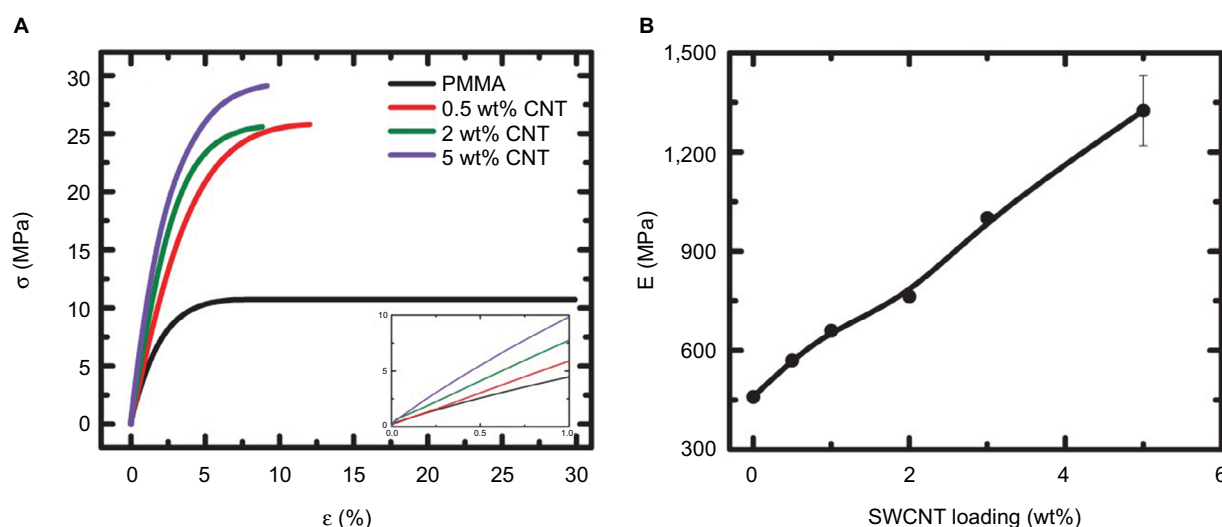 A
B
σ (MPa)
30
25
20
15
10
5
0
PMMA
0.5 wt% CNT
2 wt% CNT
5 wt% CNT
10
5
0
0.0
0.5
1.0
0
5
10
15
20
25
30
ε (%)
E (MPa)
1,500
1,200
900
600
300
0
2
4
6
SWCNT loading (wt%)